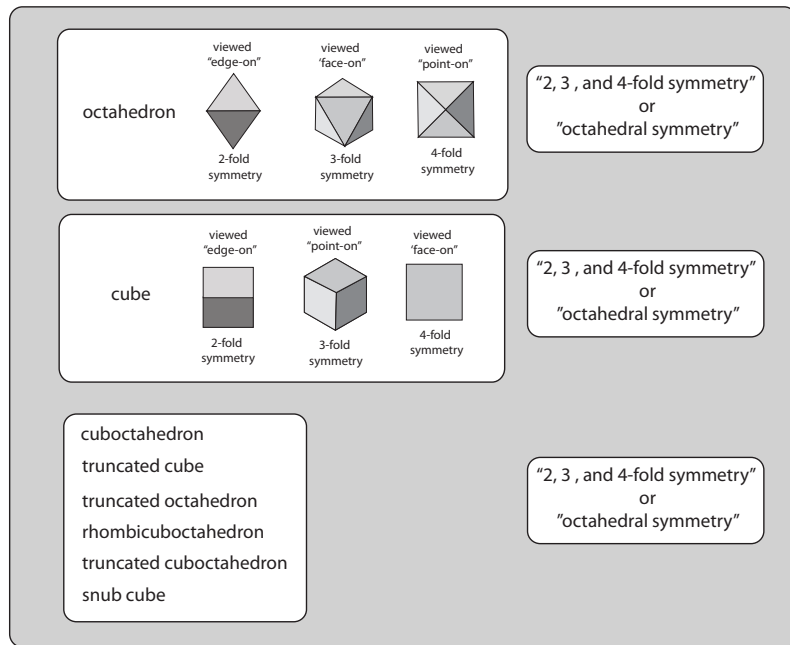 viewed
“edge-on”
viewed
‘face-on”
viewed
“point-on”
octahedron
2-fold
symmetry
3-fold
symmetry
4-fold
symmetry
“2, 3 , and 4-fold symmetry”
or
”octahedral symmetry”
viewed
“edge-on”
viewed
“point-on”
viewed
‘face-on”
cube
2-fold
symmetry
3-fold
symmetry
4-fold
symmetry
“2, 3 , and 4-fold symmetry”
or
”octahedral symmetry”
cuboctahedron
truncated cube
truncated octahedron
rhombicuboctahedron
truncated cuboctahedron
snub cube
“2, 3 , and 4-fold symmetry”
or
”octahedral symmetry”